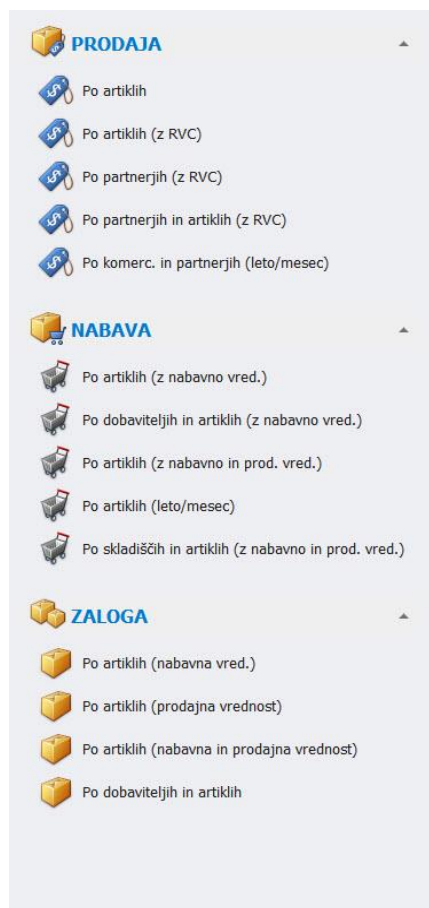 PRODAJA
Po artiklih
Po artiklih (z RVC)
Po partnerjih (z RVC)
Po partnerjih in artiklih (z RVC)
Po komerc. in partnerjih (leto/mesec)
NABAVA
Po artiklih (z nabavno vred.)
Po dobaviteljih in artiklih (z nabavno vred.)
Po artiklih (z nabavno in prod. vred.)
Po artiklih (leto/mesec)
Po skladiščih in artiklih (z nabavno in prod. vred.)
ZALOGA
Po artiklih (nabavna vred.)
Po artiklih (prodajna vrednost)
Po artiklih (nabavna in prodajna vrednost)
Po dobaviteljih in artiklih